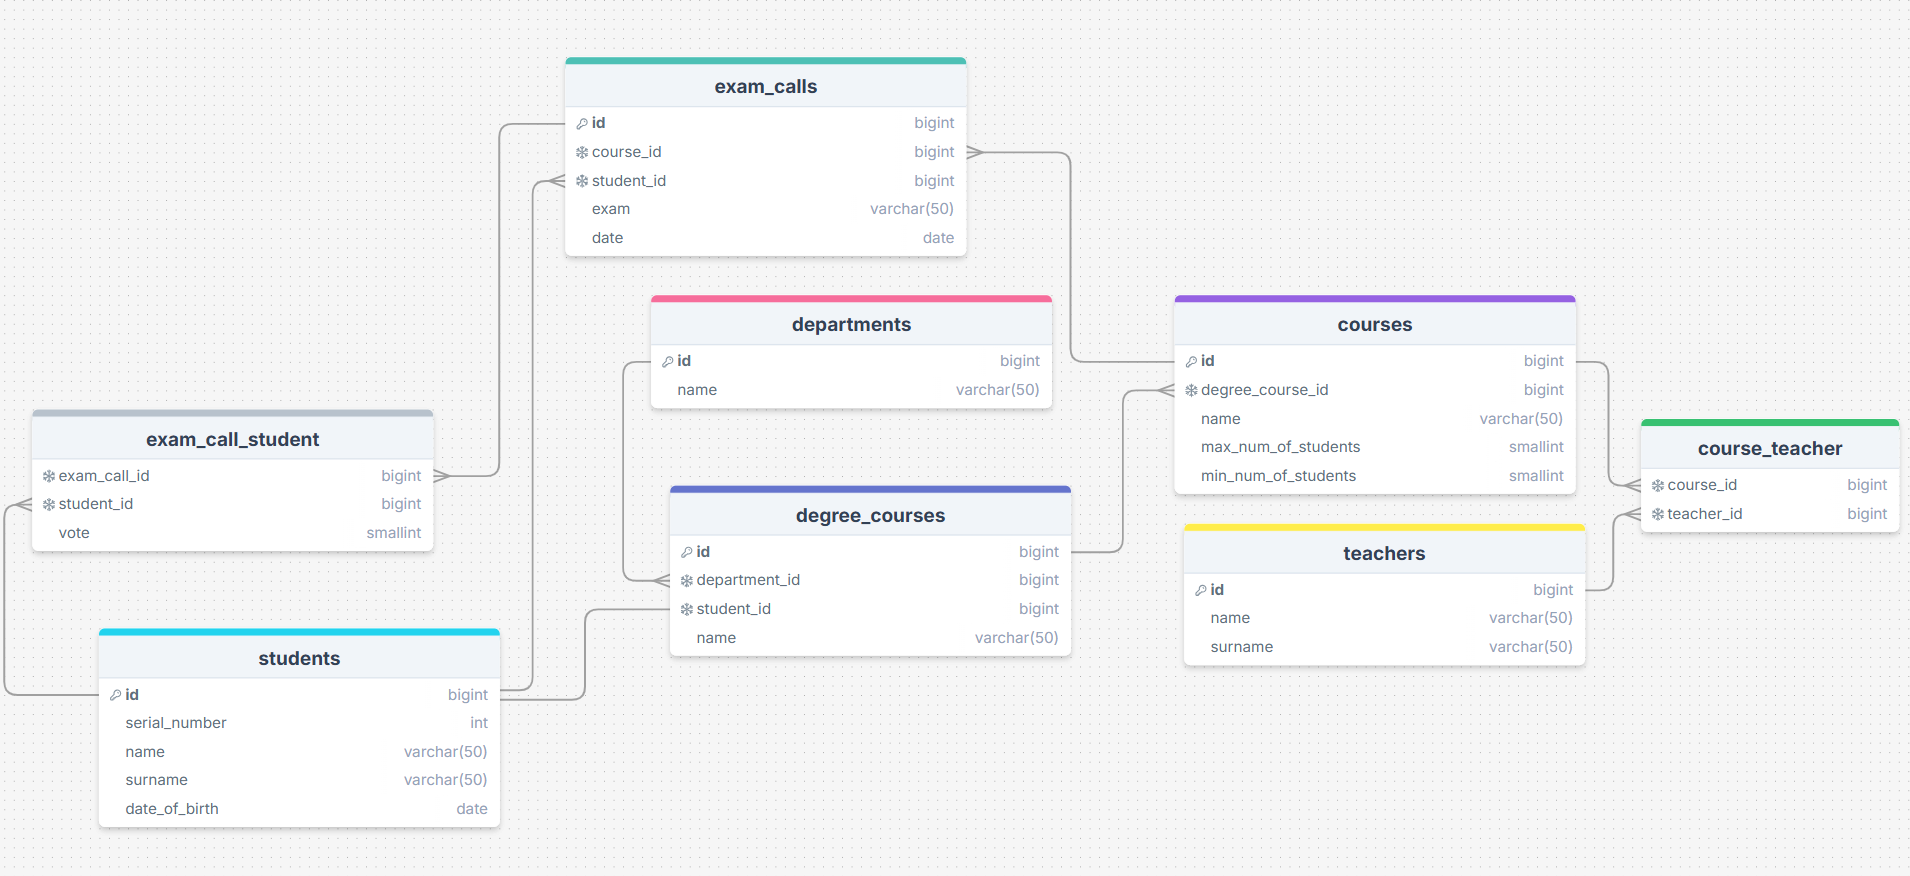 exam_calls
id bigint
course_id bigint
student_id bigint
exam varchar(50)
date date
departments
id bigint
name varchar(50)
courses
id bigint
degree_course_id bigint
name varchar(50)
max_num_of_students smallint
min_num_of_students smallint
exam_call_student
exam_call_id bigint
student_id bigint
vote smallint
course_teacher
course_id bigint
teacher_id bigint
degree_courses
id bigint
department_id bigint
student_id bigint
name varchar(50)
teachers
id bigint
name varchar(50)
surname varchar(50)
students
id bigint
serial_number int
name varchar(50)
surname varchar(50)
date_of_birth date